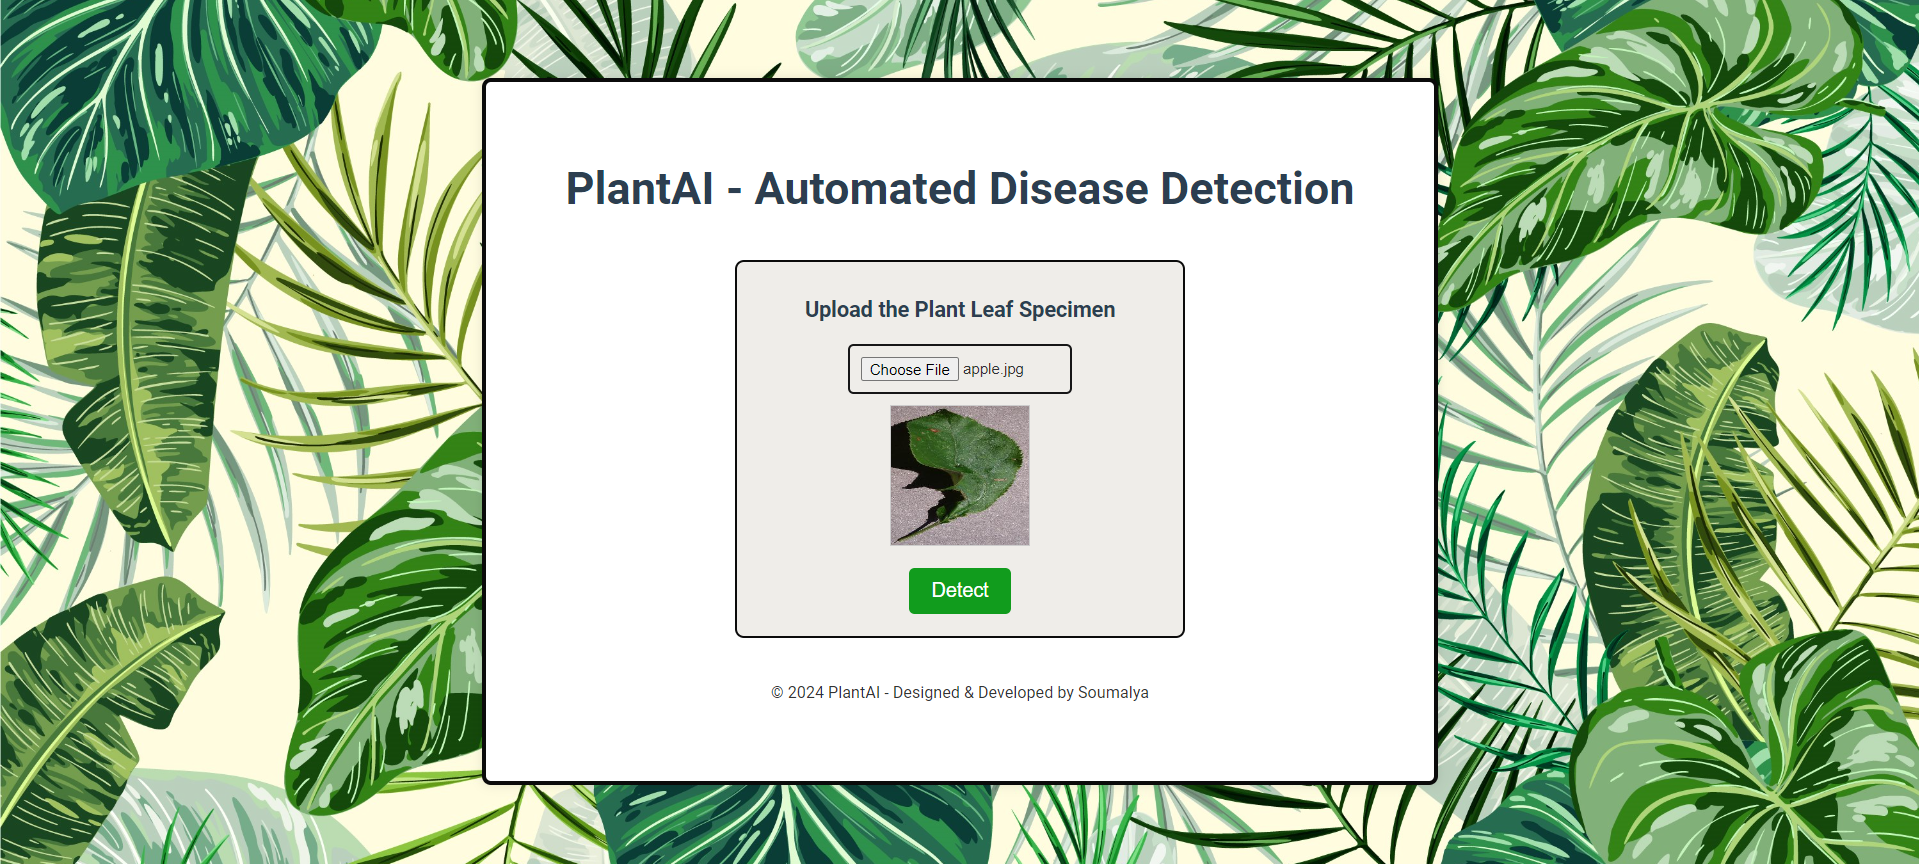 PlantAI - Automated Disease Detection
Upload the Plant Leaf Specimen
Choose File apple.jpg
Detect
© 2024 PlantAI - Designed & Developed by Soumalya